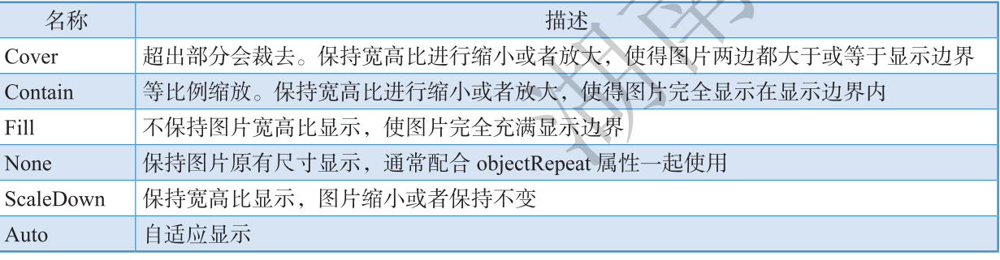 名称 描述
Cover 超出部分会裁去。保持宽高比进行缩小或者放大，使得图片两边都大于或等于显示边界
Contain 等比例缩放。保持宽高比进行缩小或者放大，使得图片完全显示在显示边界内
Fill 不保持图片宽高比显示，使图片完全充满显示边界
None 保持图片原有尺寸显示，通常配合 objectRepeat 属性一起使用
ScaleDown 保持宽高比显示，图片缩小或者保持不变
Auto 自适应显示
湖南